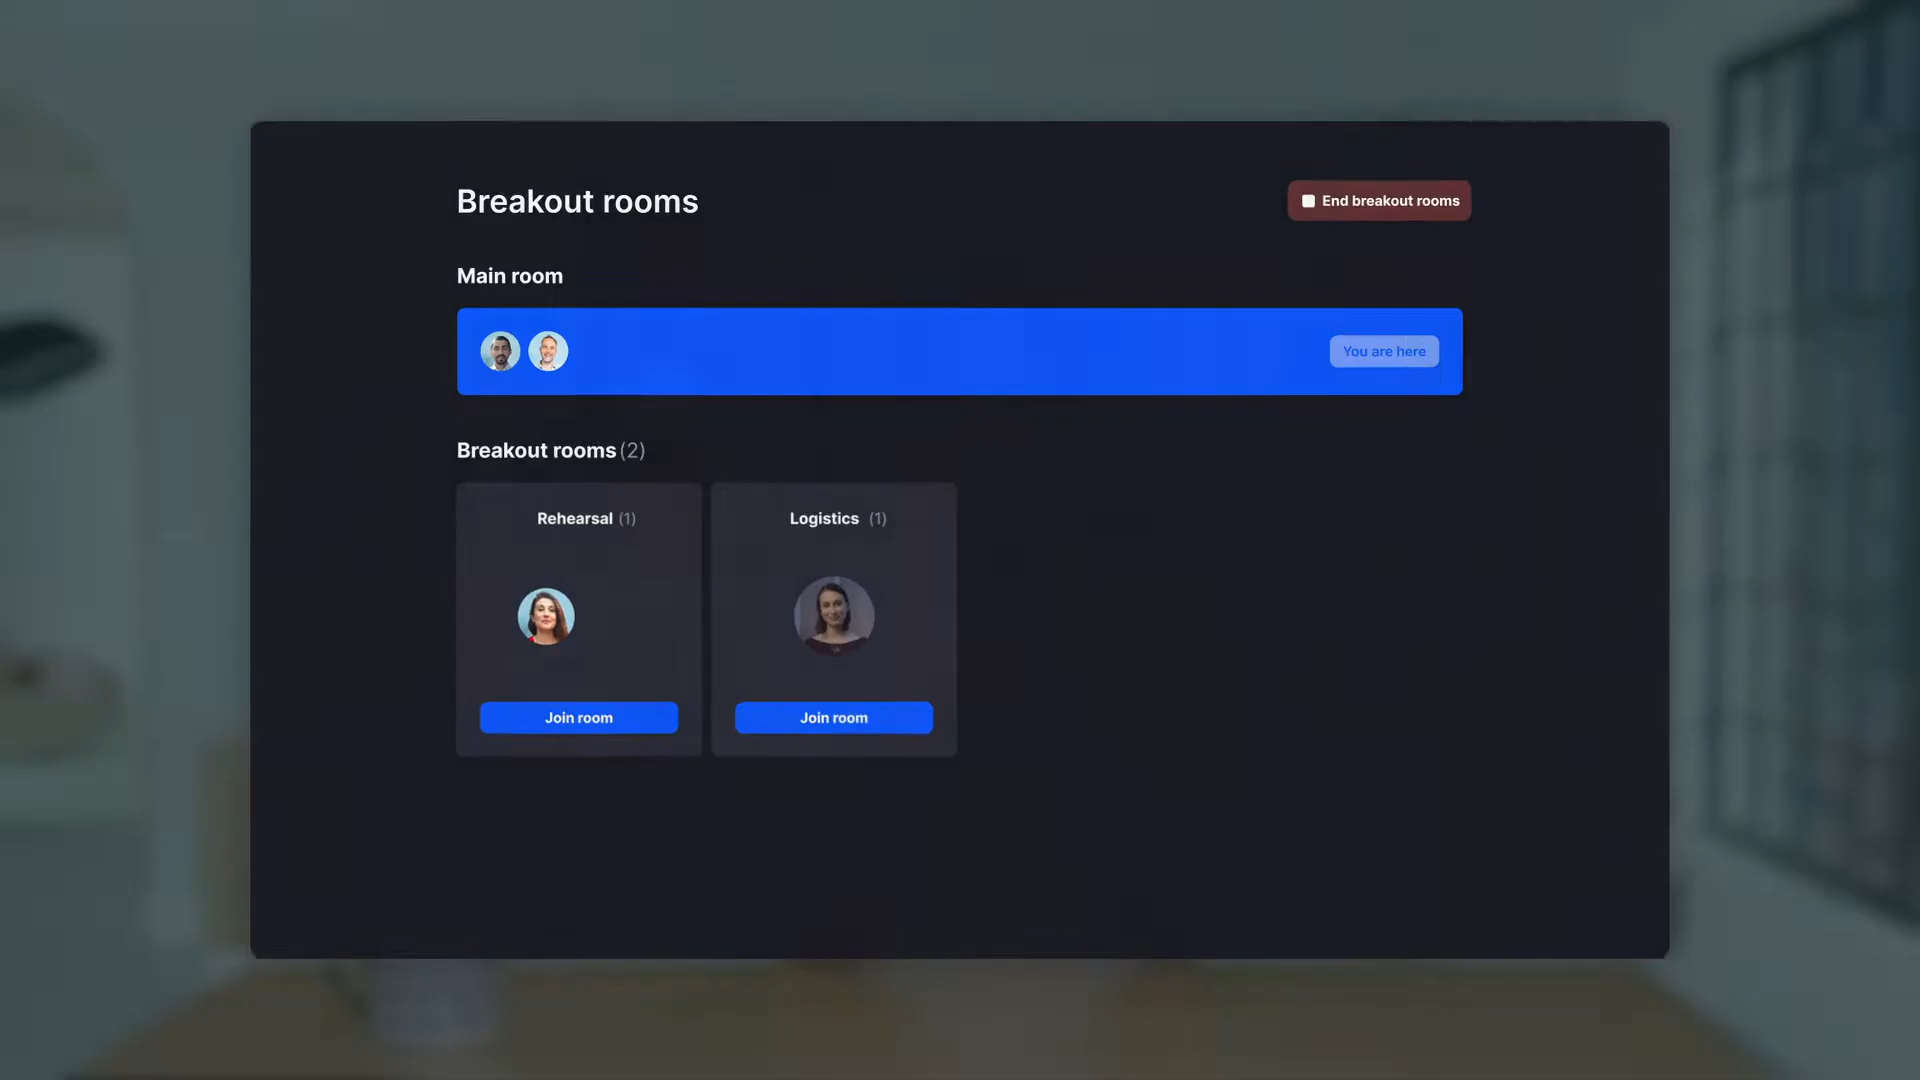 Breakout rooms
End breakout rooms
Main room
You are here
Breakout rooms (2)
Rehearsal (1)
Logistics (1)
Join room
Join room